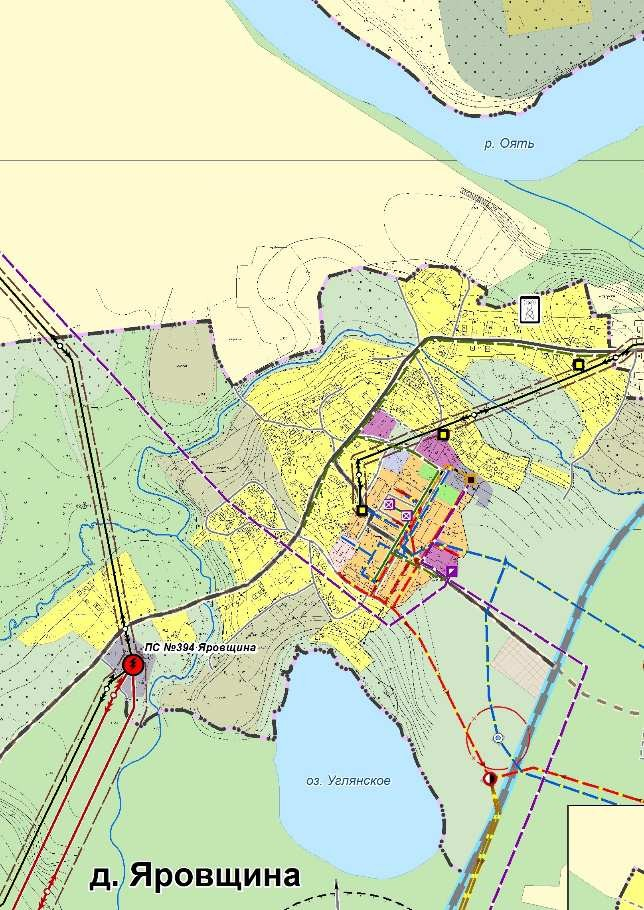 р. Оять
ПС №394 Яровщина
оз. Углянское
д. Яровщина